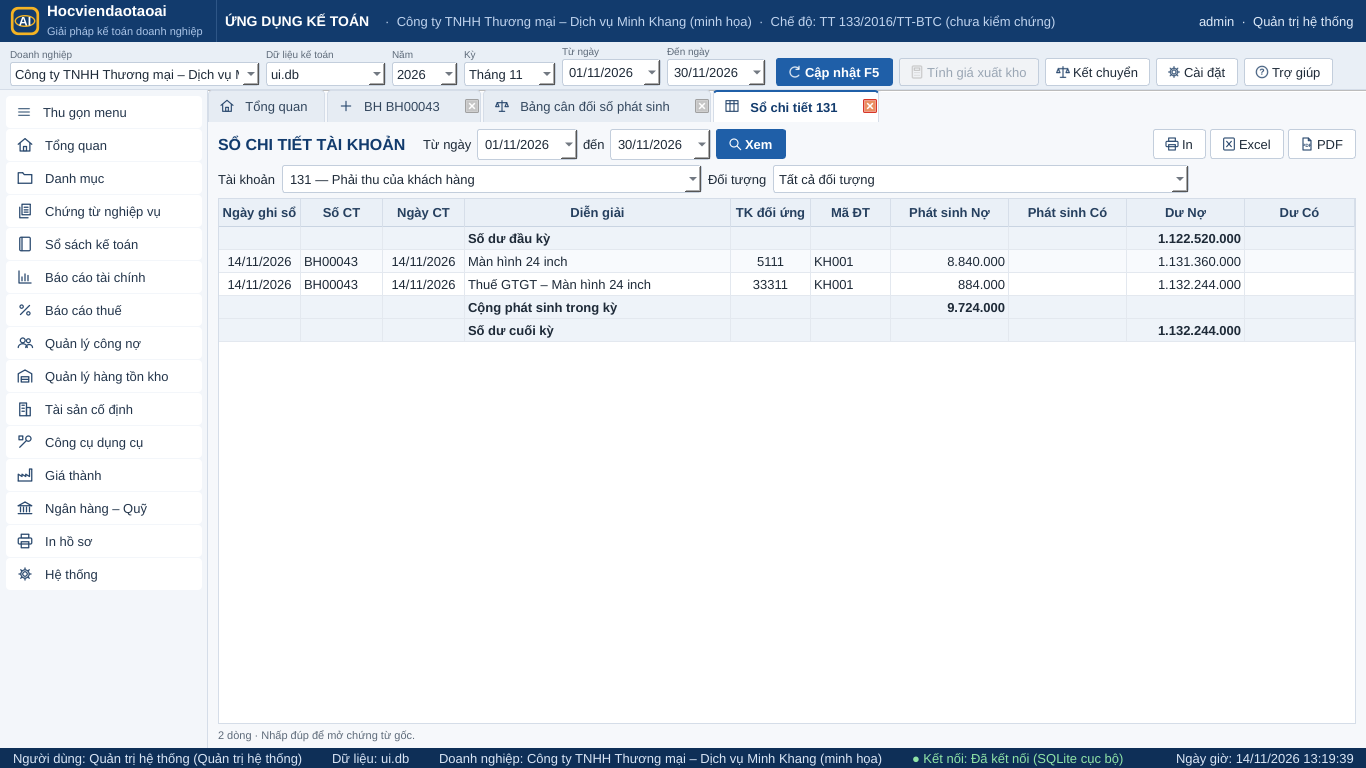 Hocviendaotaoai
Giải pháp kế toán doanh nghiệp
ỨNG DỤNG KẾ TOÁN · Công ty TNHH Thương mại – Dịch vụ Minh Khang (minh họa) · Chế độ: TT 133/2016/TT-BTC (chưa kiểm chứng)
admin · Quản trị hệ thống
Doanh nghiệp Dữ liệu kế toán Năm Kỳ Từ ngày Đến ngày
Công ty TNHH Thương mại – Dịch vụ ui.db 2026 Tháng 11 01/11/2026 30/11/2026 Cập nhật F5 Tính giá xuất kho Kết chuyển Cài đặt Trợ giúp
Thu gọn menu
Tổng quan
Danh mục
Chứng từ nghiệp vụ
Sổ sách kế toán
Báo cáo tài chính
Báo cáo thuế
Quản lý công nợ
Quản lý hàng tồn kho
Tài sản cố định
Công cụ dụng cụ
Giá thành
Ngân hàng – Quỹ
In hồ sơ
Hệ thống
Tổng quan BH BH00043 Bảng cân đối số phát sinh Sổ chi tiết 131
SỔ CHI TIẾT TÀI KHOẢN Từ ngày 01/11/2026 đến 30/11/2026 Xem In Excel PDF
Tài khoản 131 — Phải thu của khách hàng Đối tượng Tất cả đối tượng
Ngày ghi sổ Số CT Ngày CT Diễn giải TK đối ứng Mã ĐT Phát sinh Nợ Phát sinh Có Dư Nợ Dư Có
Số dư đầu kỳ 1.122.520.000
14/11/2026 BH00043 14/11/2026 Màn hình 24 inch 5111 KH001 8.840.000 1.131.360.000
14/11/2026 BH00043 14/11/2026 Thuế GTGT – Màn hình 24 inch 33311 KH001 884.000 1.132.244.000
Cộng phát sinh trong kỳ 9.724.000
Số dư cuối kỳ 1.132.244.000
2 dòng · Nhấp đúp để mở chứng từ gốc.
Người dùng: Quản trị hệ thống (Quản trị hệ thống) Dữ liệu: ui.db Doanh nghiệp: Công ty TNHH Thương mại – Dịch vụ Minh Khang (minh họa) ● Kết nối: Đã kết nối (SQLite cục bộ) Ngày giờ: 14/11/2026 13:19:39